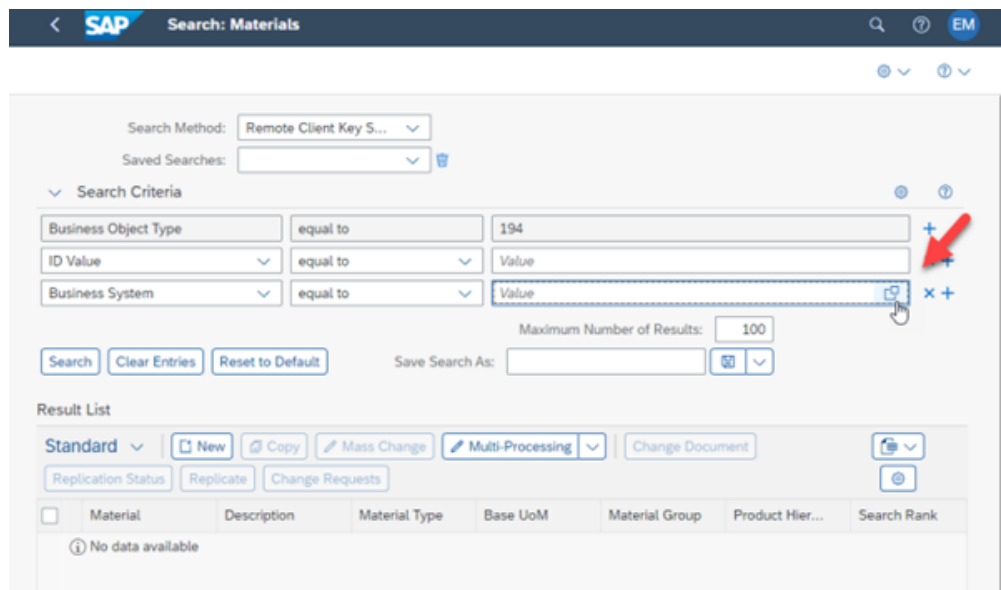 SAP Search: Materials EM
Search Method: Remote Client Key S...
Saved Searches:
Search Criteria
Business Object Type equal to 194
ID Value equal to Value
Business System equal to Value
Maximum Number of Results: 100
Search Clear Entries Reset to Default Save Search As:
Result List
Standard New Copy Mass Change Multi-Processing Change Document
Replication Status Replicate Change Requests
Material Description Material Type Base UoM Material Group Product Hier... Search Rank
No data available